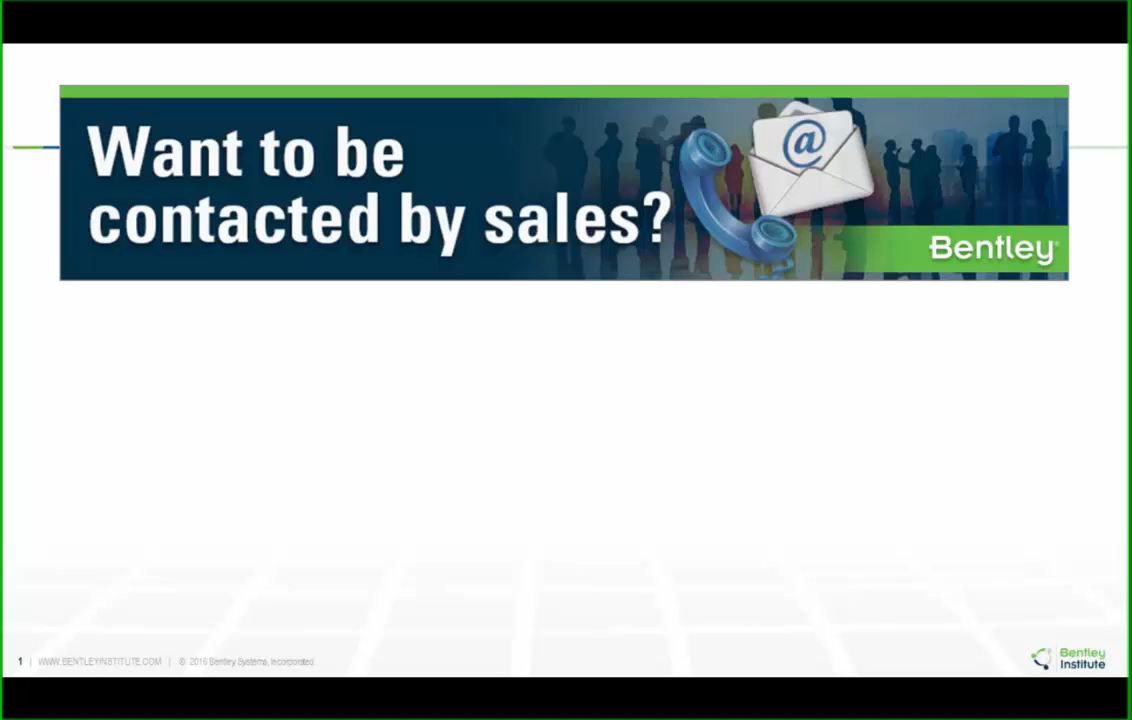 Want to be
contacted by sales?
@
Bentley®
1 | WWW.BENTLEYINSTITUTE.COM | © 2016 Bentley Systems, Incorporated
Bentley
Institute